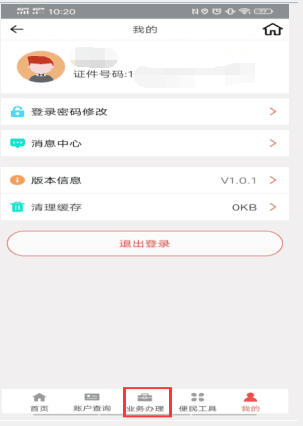 10:20
我的
证件号码:1
登录密码修改
消息中心
版本信息 V1.0.1
清理缓存 0KB
退出登录
首页 账户查询 业务办理 便民工具 我的